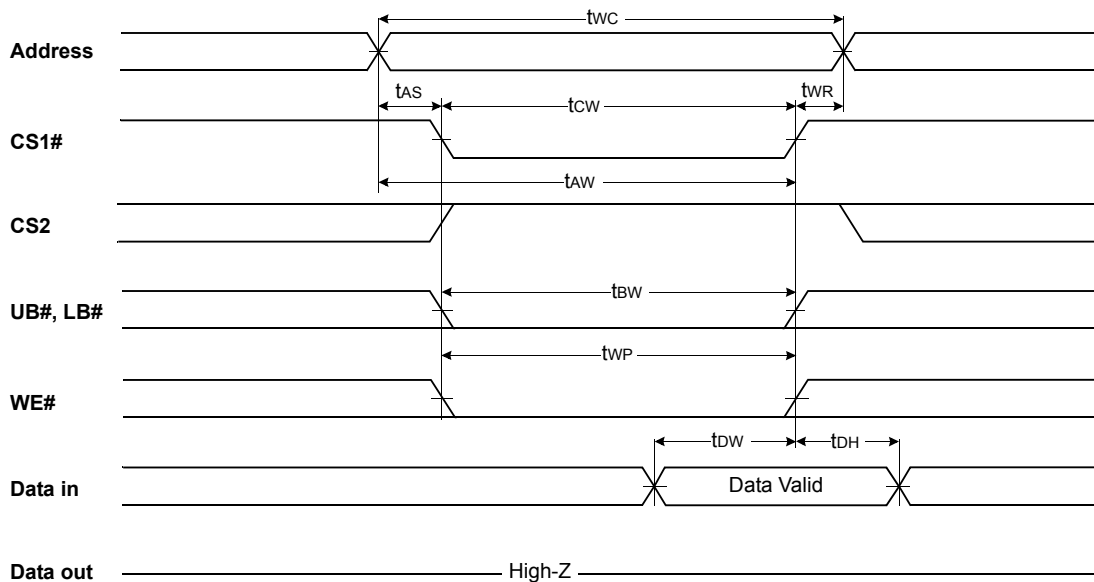 tWC
Address
tAS
tCW
tWR
CS1#
tAW
CS2
tBW
UB#, LB#
tWP
WE#
tDW
tDH
Data in
Data Valid
Data out
High-Z